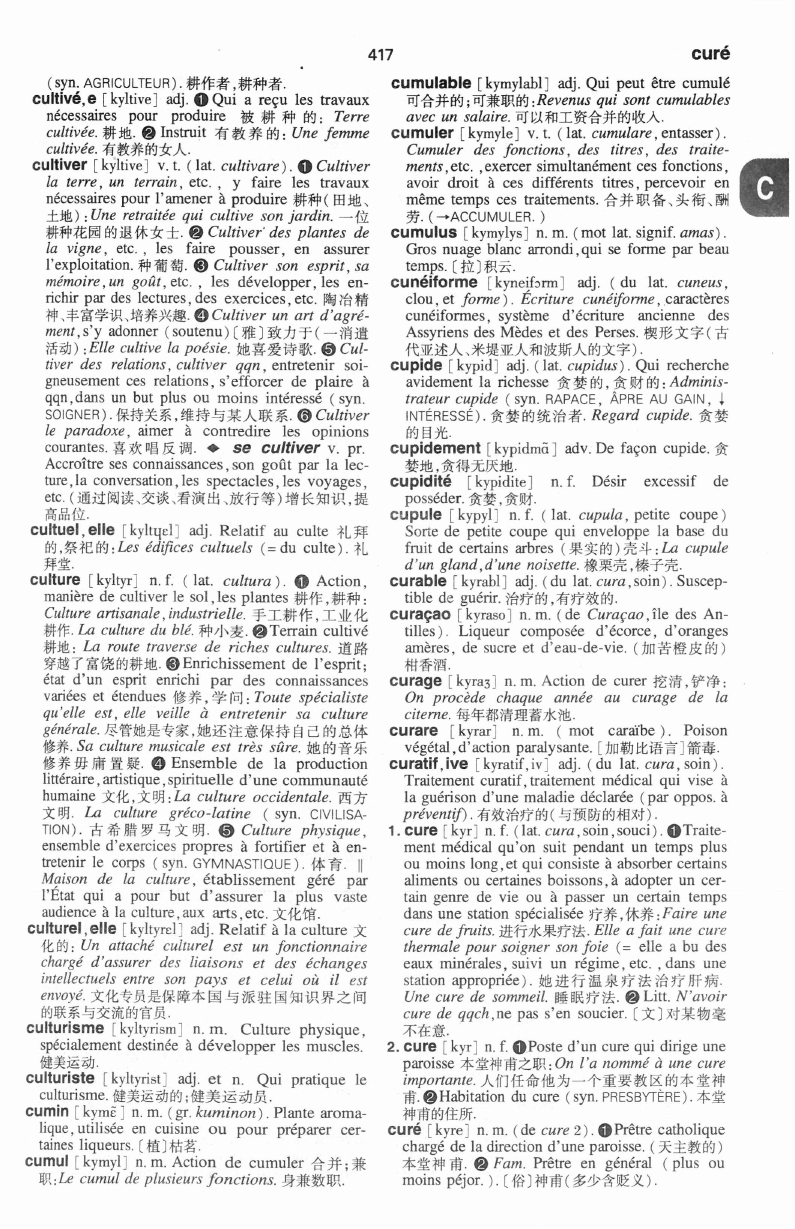 417
curé
(syn. AGRICULTEUR). 耕作者,耕种者.
cultivé,e [kyltive] adj. ❶ Qui a reçu les travaux
nécessaires pour produire 被耕种的: Terre
cultivée. 耕地. ❷ Instruit 有教养的: Une femme
cultivée. 有教养的女人.
cultiver [kyltive] v. t. (lat. cultivare). ❶ Cultiver
la terre, un terrain, etc. , y faire les travaux
nécessaires pour l'amener à produire 耕种(田地、
土地):Une retraitée qui cultive son jardin. 一位
耕种花园的退休女士. ❷ Cultiver des plantes de
la vigne, etc. , les faire pousser, en assurer
l'exploitation. 种葡萄. ❸ Cultiver son esprit, sa
mémoire, un goût, etc. , les développer, les en-
richir par des lectures, des exercices, etc. 陶冶精
神、丰富学识、培养兴趣. ❹ Cultiver un art d'agré-
ment, s'y adonner (soutenu) [雅]致力于(一消遣
活动):Elle cultive la poésie. 她喜爱诗歌. ❺ Cul-
tiver des relations, cultiver qqn, entretenir soi-
gneusement ces relations, s'efforcer de plaire à
qqn, dans un but plus ou moins intéressé (syn.
SOIGNER). 保持关系,维持与某人联系. ❻ Cultiver
le paradoxe, aimer à contredire les opinions
courantes. 喜欢唱反调. ◆ se cultiver v. pr.
Accroître ses connaissances, son goût par la lec-
ture, la conversation, les spectacles, les voyages,
etc. (通过阅读、交谈、看演出、放行等)增长知识,提
高品位.
cultuel,elle [kyltɥɛl] adj. Relatif au culte 礼拜
的,祭祀的:Les édifices cultuels (= du culte). 礼
拜堂.
culture [kyltyr] n. f. ( lat. cultura ). ❶ Action,
manière de cultiver le sol, les plantes 耕作,耕种:
Culture artisanale, industrielle. 手工耕作,工业化
耕作. La culture du blé. 种小麦. ❷ Terrain cultivé
耕地: La route traverse de riches cultures. 道路
穿越了富饶的耕地. ❸ Enrichissement de l'esprit;
état d'un esprit enrichi par des connaissances
variées et étendues 修养,学问: Toute spécialiste
qu'elle est, elle veille à entretenir sa culture
générale. 尽管她是专家,她还注意保持自己的总体
修养. Sa culture musicale est très sûre. 她的音乐
修养毋庸置疑. ❹ Ensemble de la production
littéraire, artistique, spirituelle d'une communauté
humaine 文化,文明: La culture occidentale. 西方
文明. La culture gréco-latine ( syn. CIVILISA-
TION). 古希腊罗马文明. ❺ Culture physique,
ensemble d'exercices propres à fortifier et à en-
tretenir le corps ( syn. GYMNASTIQUE). 体育. ‖
Maison de la culture, établissement géré par
l'État qui a pour but d'assurer la plus vaste
audience à la culture, aux arts, etc. 文化馆.
culturel,elle [kyltyrɛl] adj. Relatif à la culture 文
化的: Un attaché culturel est un fonctionnaire
chargé d'assurer des liaisons et des échanges
intellectuels entre son pays et celui où il est
envoyé. 文化专员是保障本国与派驻国知识界之间
的联系与交流的官员.
culturisme [kyltyrism] n. m. Culture physique,
spécialement destinée à développer les muscles.
健美运动.
culturiste [kyltyrist] adj. et n. Qui pratique le
culturisme. 健美运动的;健美运动员.
cumin [kymɛ̃] n. m. (gr. kuminon). Plante aroma-
lique, utilisée en cuisine ou pour préparer cer-
taines liqueurs. [植]枯茗.
cumul [kymyl] n. m. Action de cumuler 合并;兼
职:Le cumul de plusieurs fonctions. 身兼数职.
cumulable [kymylabl] adj. Qui peut être cumulé
可合并的;可兼职的:Revenus qui sont cumulables
avec un salaire. 可以和工资合并的收入.
cumuler [kymyle] v. t. ( lat. cumulare, entasser).
Cumuler des fonctions, des titres, des traite-
ments, etc. , exercer simultanément ces fonctions,
avoir droit à ces différents titres, percevoir en
même temps ces traitements. 合并职备、头衔、酬
劳. (→ACCUMULER. )
C
cumulus [kymylys] n. m. (mot lat. signif. amas).
Gros nuage blanc arrondi, qui se forme par beau
temps. [拉]积云.
cunéiforme [kyneifɔrm] adj. ( du lat. cuneus,
clou, et forme). Écriture cunéiforme, caractères
cunéiformes, système d'écriture ancienne des
Assyriens des Mèdes et des Perses. 楔形文字(古
代亚述人、米堤亚人和波斯人的文字).
cupide [kypid] adj. ( lat. cupidus). Qui recherche
avidement la richesse 贪婪的,贪财的: Adminis-
trateur cupide ( syn. RAPACE, ÂPRE AU GAIN, ↓
INTÉRESSÉ). 贪婪的统治者. Regard cupide. 贪婪
的目光.
cupidement [kypidmɑ̃] adv. De façon cupide. 贪
婪地,贪得无厌地.
cupidité [kypidite] n. f. Désir excessif de
posséder. 贪婪,贪财.
cupule [kypyl] n. f. ( lat. cupula, petite coupe)
Sorte de petite coupe qui enveloppe la base du
fruit de certains arbres (果实的)壳斗: La cupule
d'un gland, d'une noisette. 橡栗壳,榛子壳.
curable [kyrabl] adj. (du lat. cura, soin). Suscep-
tible de guérir. 治疗的,有疗效的.
curaçao [kyraso] n. m. (de Curaçao, île des An-
tilles). Liqueur composée d'écorce, d'oranges
amères, de sucre et d'eau-de-vie. (加苦橙皮的)
柑香酒.
curage [kyraʒ] n. m. Action de curer 挖清,铲净:
On procède chaque année au curage de la
citerne. 每年都清理蓄水池.
curare [kyrar] n. m. ( mot caraïbe ). Poison
végétal, d'action paralysante. [加勒比语言]箭毒.
curatif,ive [kyratif,iv] adj. (du lat. cura, soin).
Traitement curatif, traitement médical qui vise à
la guérison d'une maladie déclarée (par oppos. à
préventif). 有效治疗的(与预防的相对).
1. cure [kyr] n. f. (lat. cura, soin, souci). ❶ Traite-
ment médical qu'on suit pendant un temps plus
ou moins long, et qui consiste à absorber certains
aliments ou certaines boissons, à adopter un cer-
tain genre de vie ou à passer un certain temps
dans une station spécialisée 疗养,休养: Faire une
cure de fruits. 进行水果疗法. Elle a fait une cure
thermale pour soigner son foie (= elle a bu des
eaux minérales, suivi un régime, etc. , dans une
station appropriée). 她进行温泉疗法治疗肝病.
Une cure de sommeil. 睡眠疗法. ❷ Litt. N'avoir
cure de qqch, ne pas s'en soucier. [文]对某物毫
不在意.
2. cure [kyr] n. f. ❶ Poste d'un cure qui dirige une
paroisse 本堂神甫之职: On l'a nommé à une cure
importante. 人们任命他为一个重要教区的本堂神
甫. ❷ Habitation du cure (syn. PRESBYTÈRE). 本堂
神甫的住所.
curé [kyre] n. m. (de cure 2). ❶ Prêtre catholique
chargé de la direction d'une paroisse. (天主教的)
本堂神甫. ❷ Fam. Prêtre en général ( plus ou
moins péjor. ). [俗]神甫(多少含贬义).